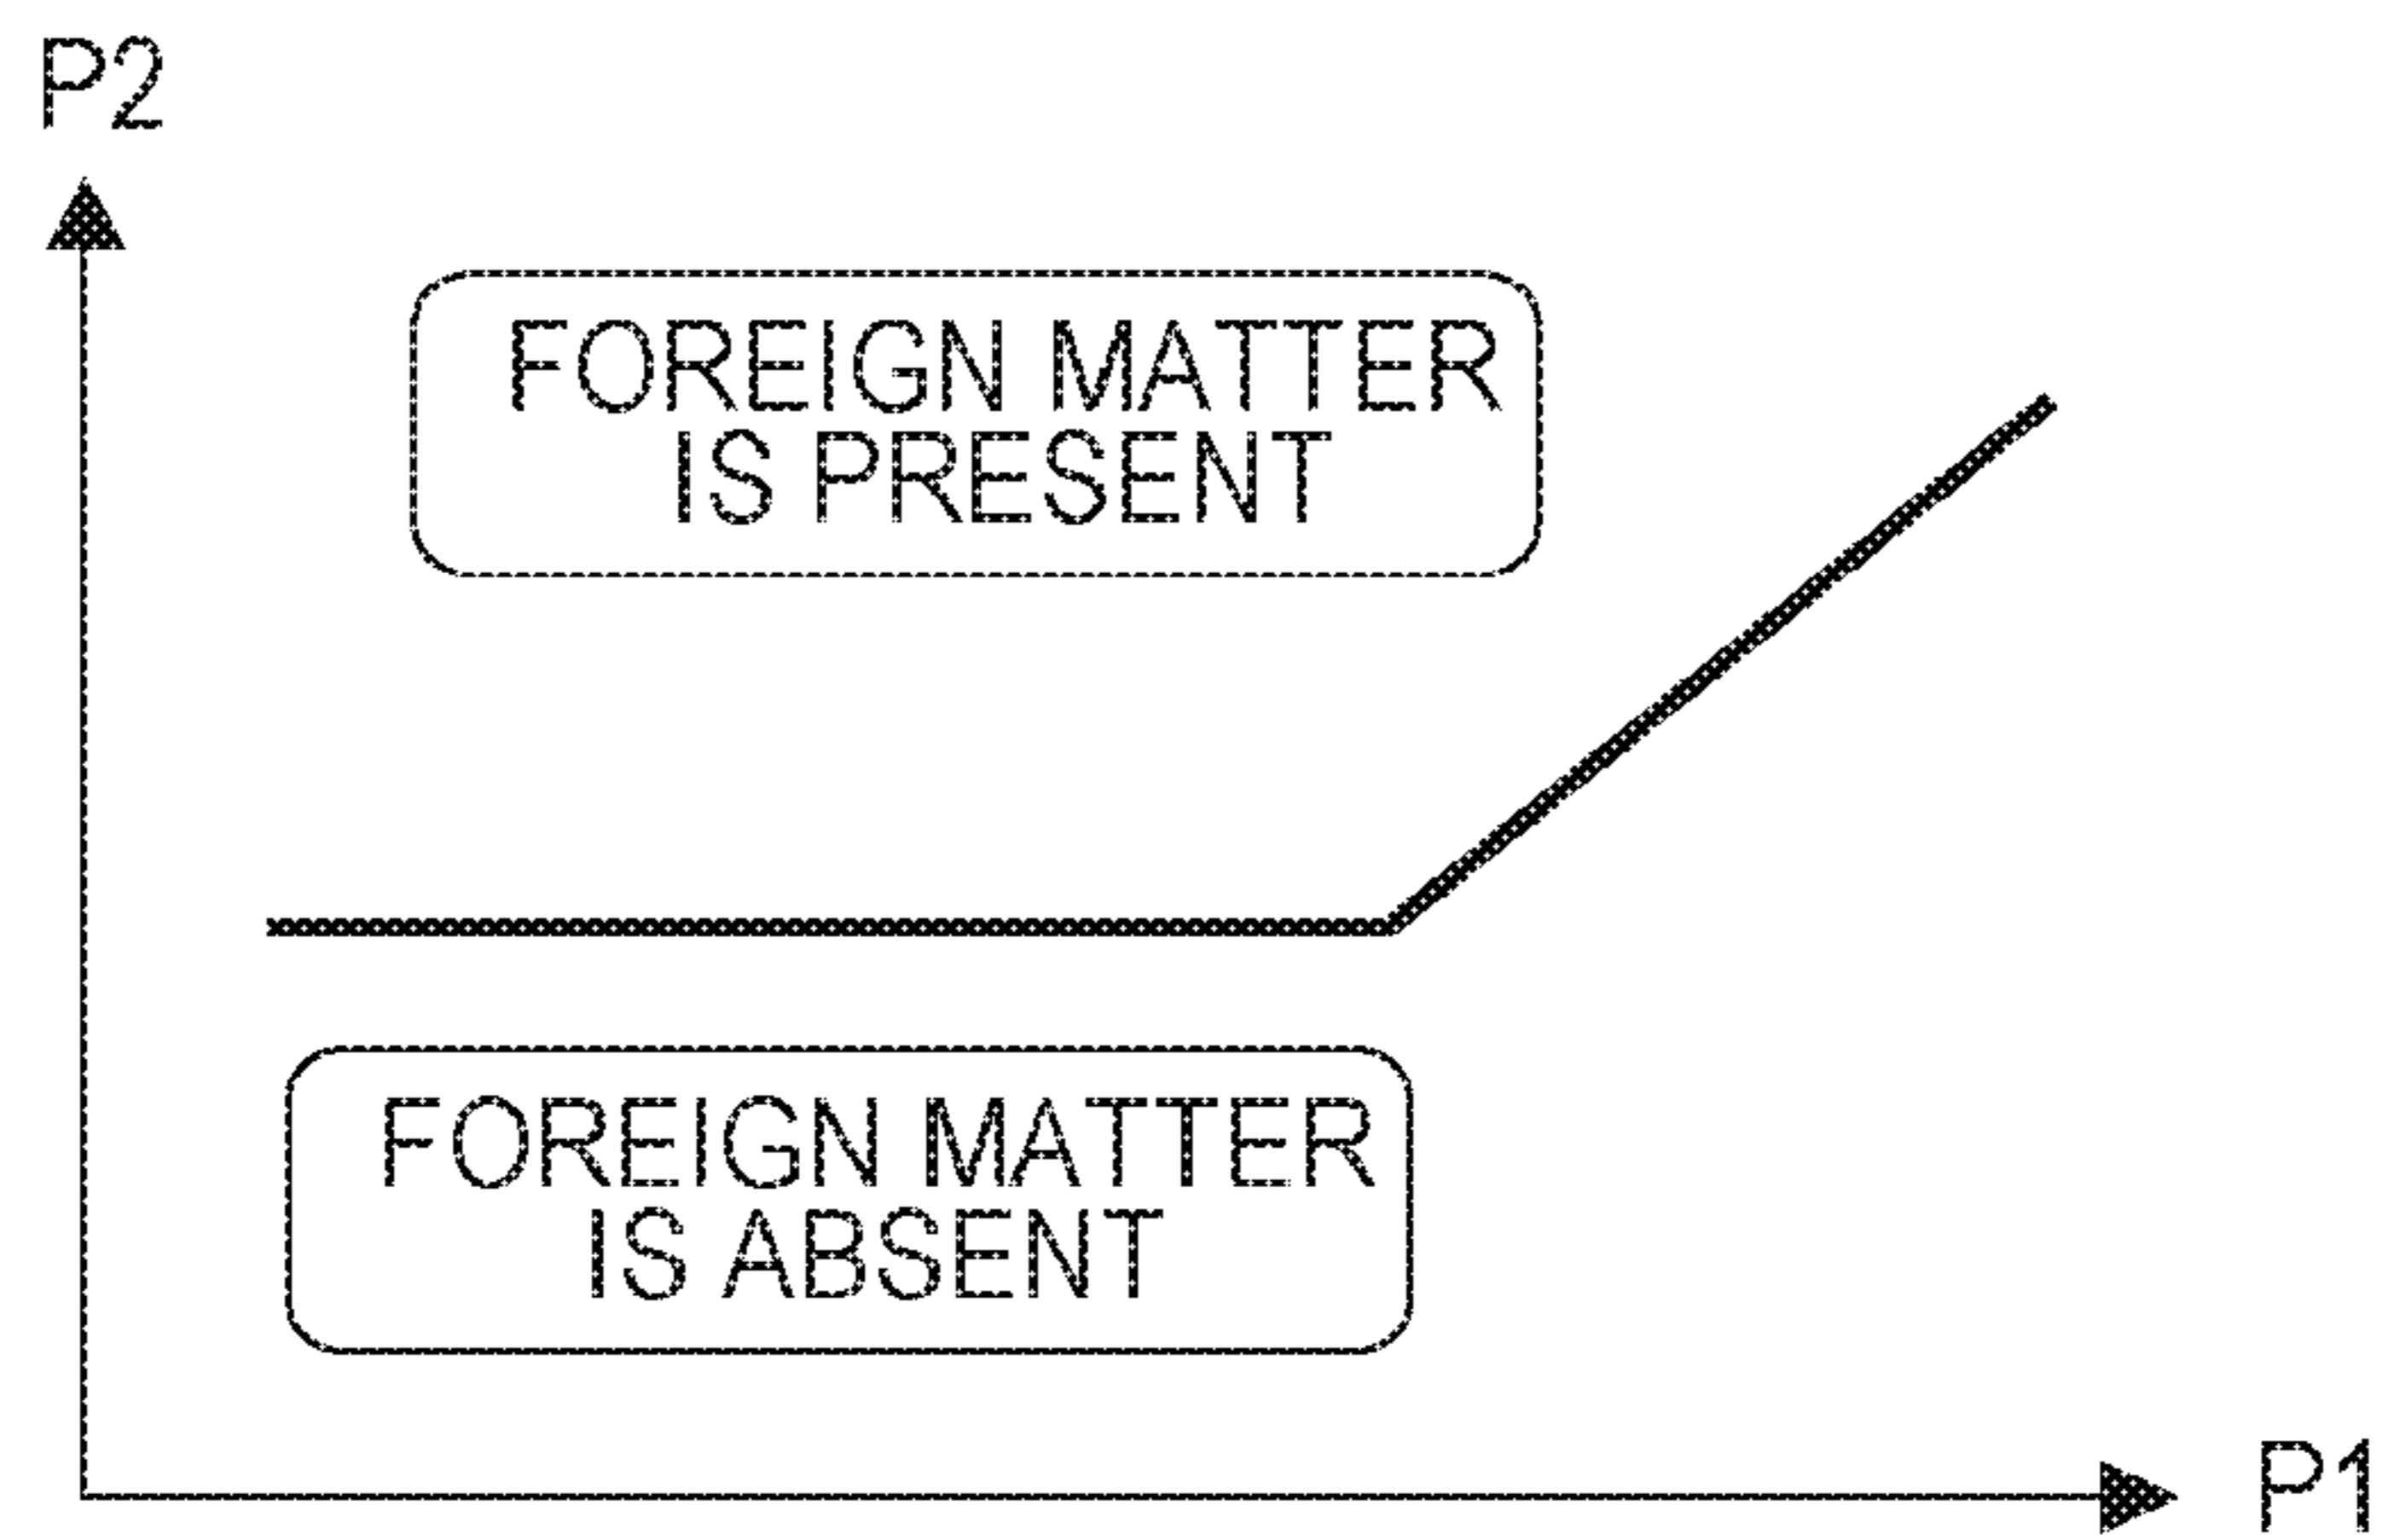 P2
FOREIGN MATTER
IS PRESENT
FOREIGN MATTER
IS ABSENT
P1